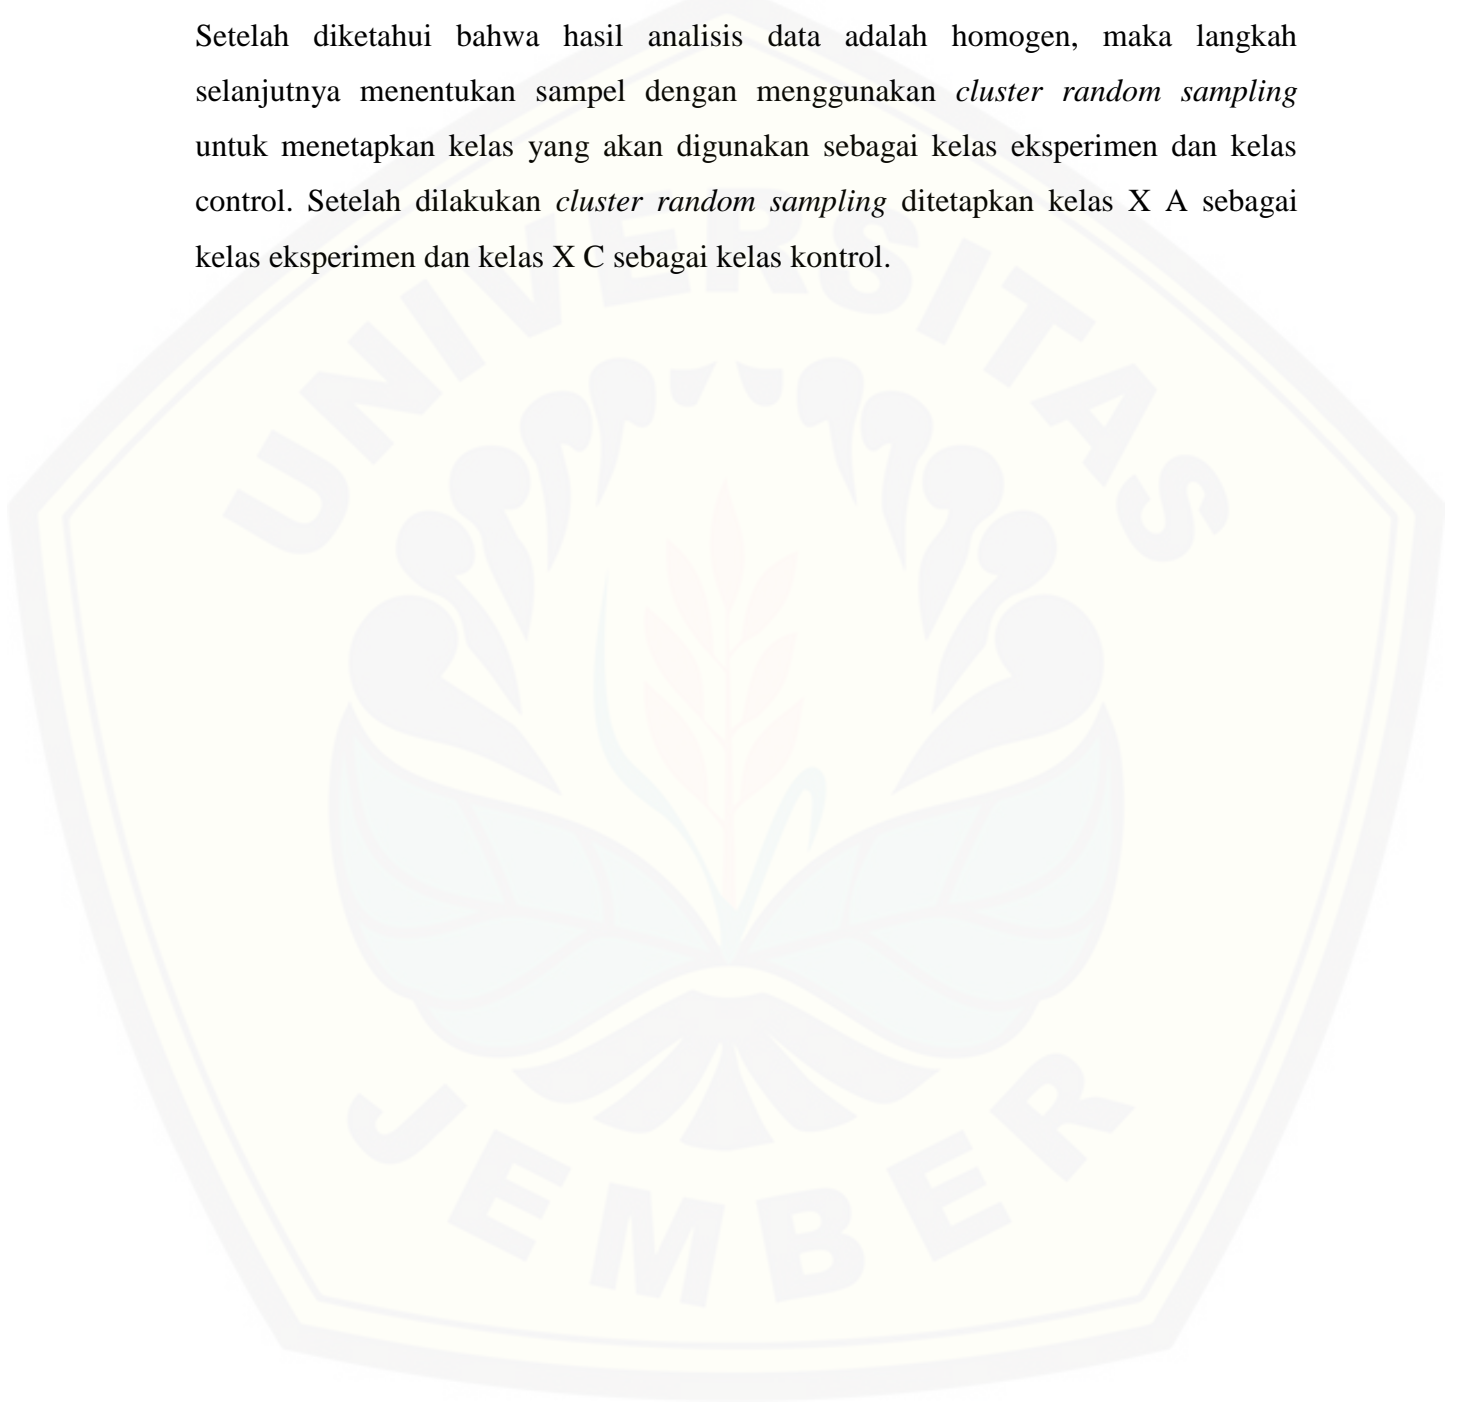 Setelah diketahui bahwa hasil analisis data adalah homogen, maka langkah
selanjutnya menentukan sampel dengan menggunakan cluster random sampling
untuk menetapkan kelas yang akan digunakan sebagai kelas eksperimen dan kelas
control. Setelah dilakukan cluster random sampling ditetapkan kelas X A sebagai
kelas eksperimen dan kelas X C sebagai kelas kontrol.
UNIVERSITAS
JEMBER